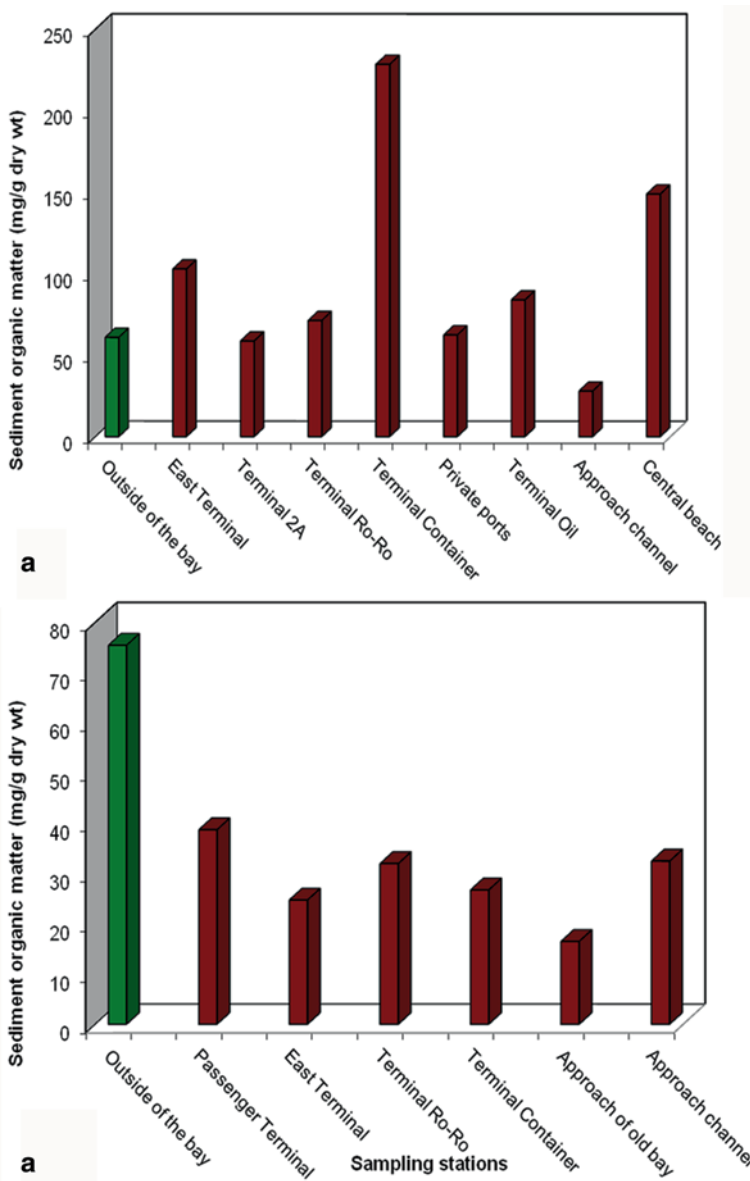 Sediment organic matter (mg/g dry wt)
250
200
150
100
50
0
Outside of the bay
East Terminal
Terminal 2A
Terminal Ro-Ro
Terminal Container
Private ports
Terminal Oil
Approach channel
Central beach
a
Sediment organic matter (mg/g dry wt)
80
70
60
50
40
30
20
10
0
Outside of the bay
Passenger Terminal
East Terminal
Terminal Ro-Ro
Terminal Container
Approach of old bay
Approach channel
Sampling stations
a